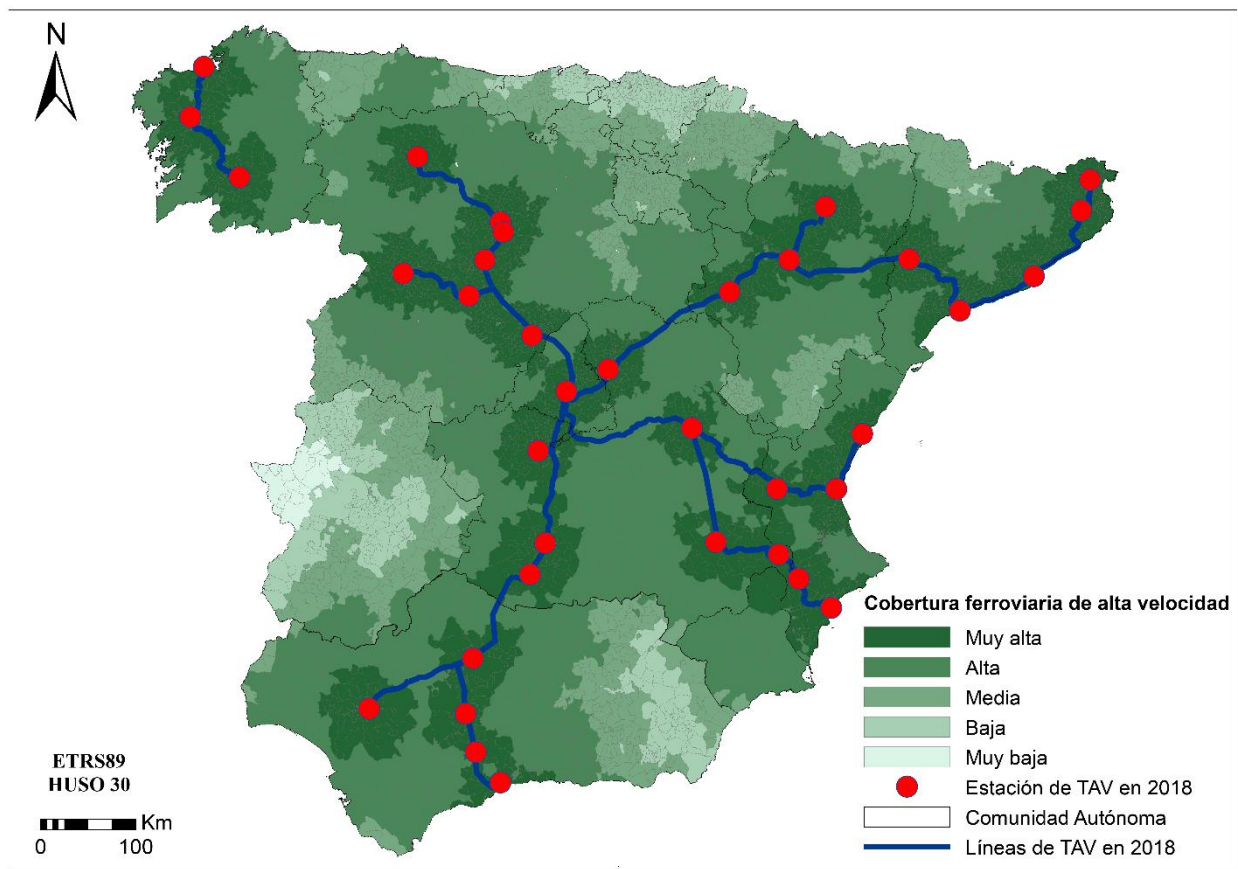 N
Cobertura ferroviaria de alta velocidad
Muy alta
Alta
Media
Baja
Muy baja
Estación de TAV en 2018
Comunidad Autónoma
Líneas de TAV en 2018
ETRS89
HUSO 30
Km
0 100